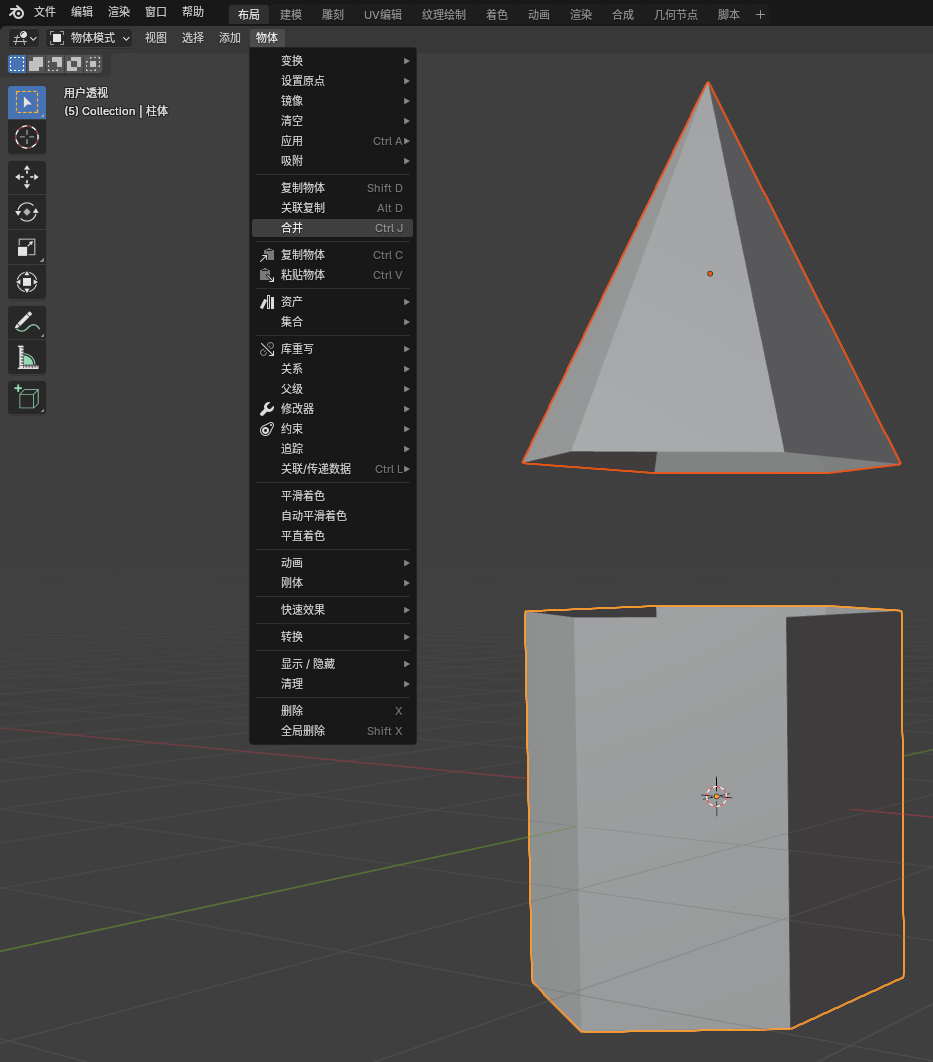 文件 编辑 渲染 窗口 帮助 布局 建模 雕刻 UV编辑 纹理绘制 着色 动画 渲染 合成 几何节点 脚本 +
物体模式 视图 选择 添加 物体
用户透视
(5) Collection | 柱体
变换
设置原点
镜像
清空
应用 Ctrl A
吸附
复制物体 Shift D
关联复制 Alt D
合并 Ctrl J
复制物体 Ctrl C
粘贴物体 Ctrl V
资产
集合
库重写
关系
父级
修改器
约束
追踪
关联/传递数据 Ctrl L
平滑着色
自动平滑着色
平直着色
动画
刚体
快速效果
转换
显示 / 隐藏
清理
删除 X
全局删除 Shift X